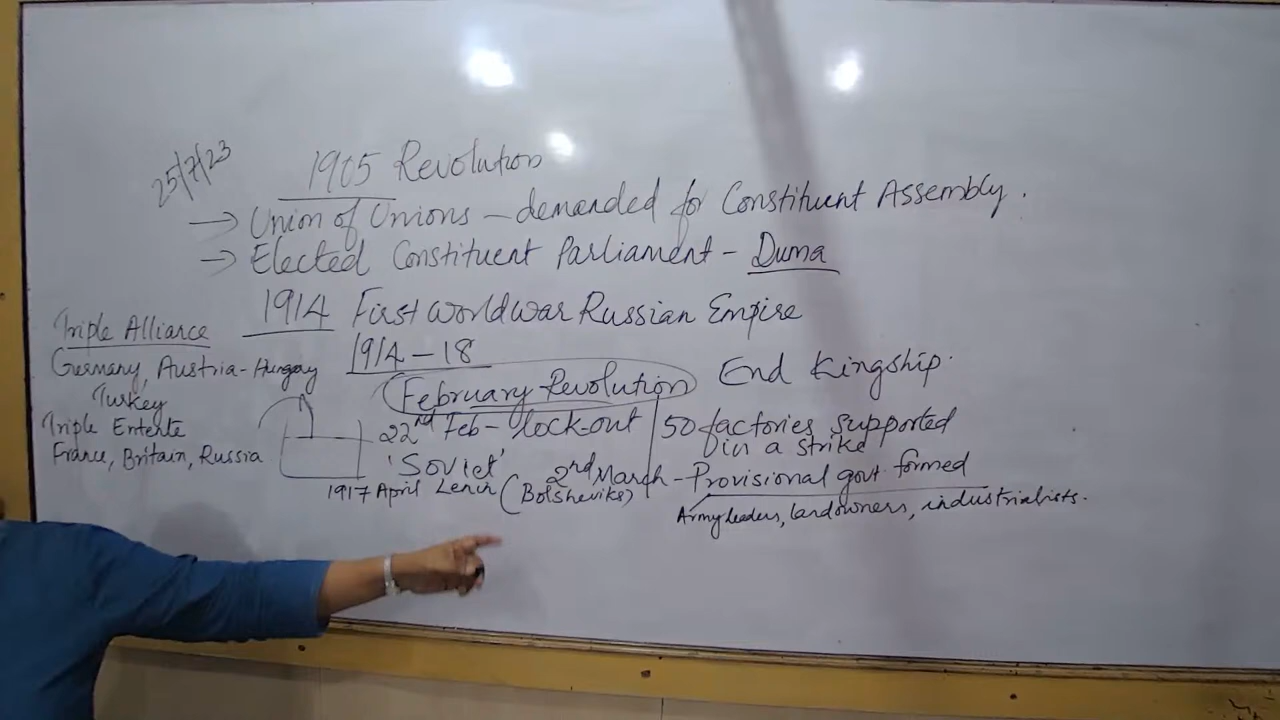 25/7/23
1905 Revolution
→ Union of Unions – demanded for Constituent Assembly.
→ Elected Constituent Parliament – Duma
1914 First World War Russian Empire
1914 – 18
Triple Alliance
Germany, Austria-Hungary
Turkey
Triple Entente
France, Britain, Russia
February Revolution End Kingship.
22nd Feb – lock-out
50 factories supported
in a strike
'Soviet' 2nd March – Provisional govt formed
1917 April Lenin (Bolsheviks)
Army leaders, landowners, industrialists.